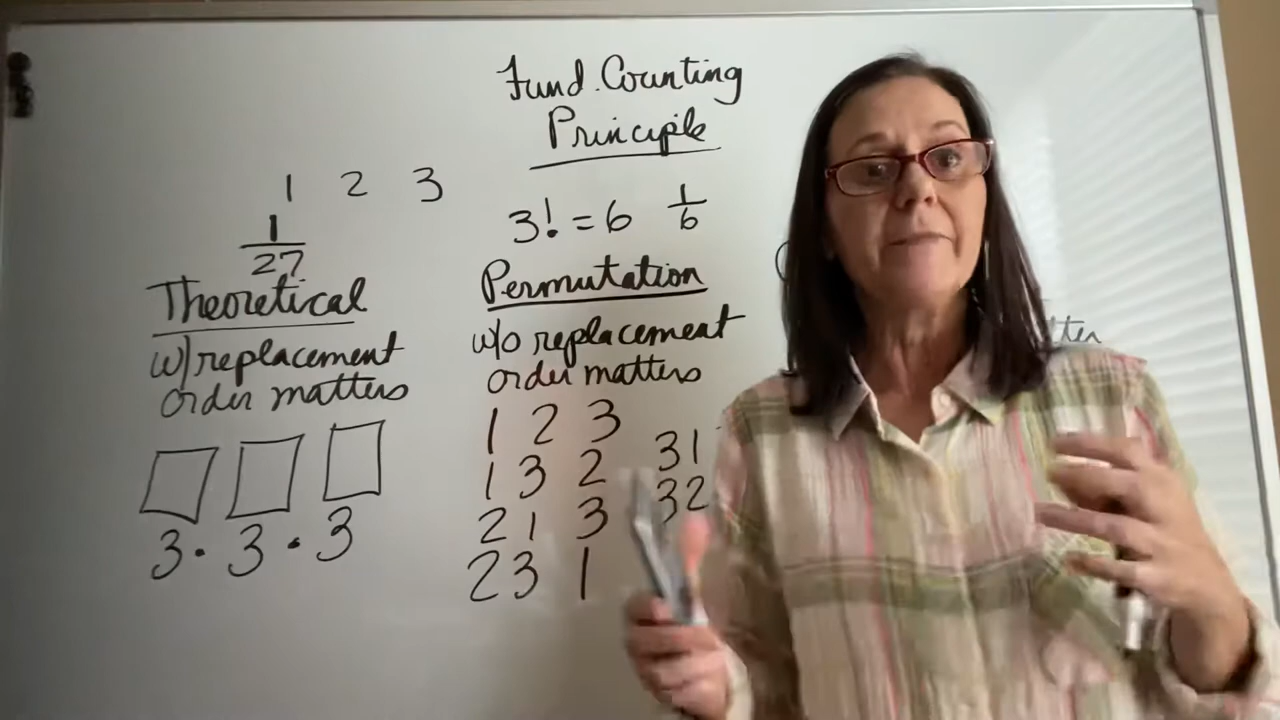 Fund. Counting
Principle
1 2 3
1
27
3! = 6 1/6
Theoretical
w/replacement
order matters
3 · 3 · 3
Permutation
w/o replacement
order matters
1 2 3
1 3 2
2 1 3
2 3 1
31
32